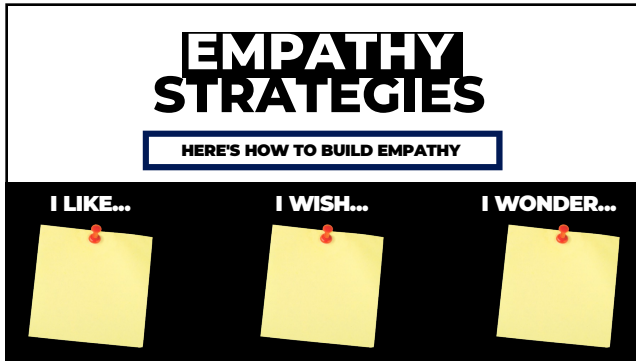 EMPATHY
STRATEGIES
HERE'S HOW TO BUILD EMPATHY
I LIKE...
I WISH...
I WONDER...